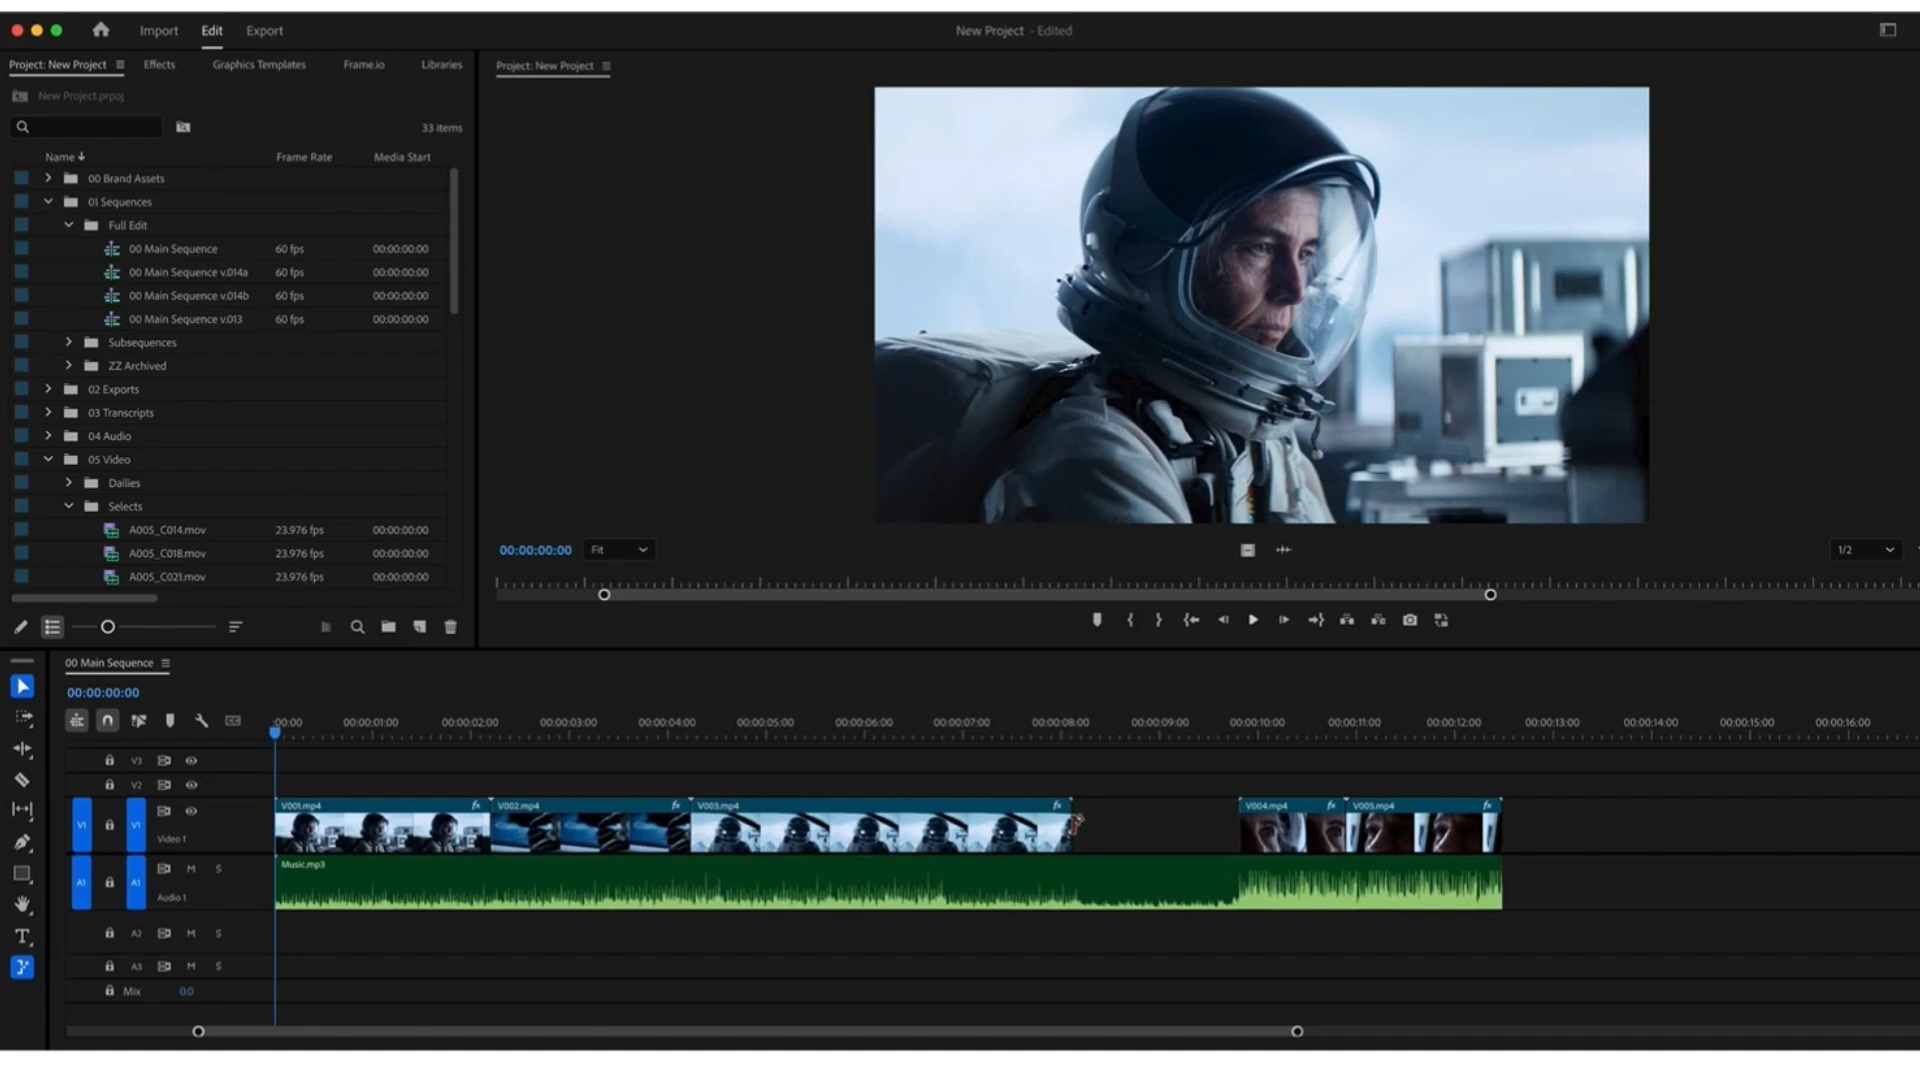 Import Edit Export New Project - Edited
Project: New Project Effects Graphics Templates Frame.io Libraries Project: New Project
New Project.prpoj
33 items
Name Frame Rate Media Start
00 Brand Assets
01 Sequences
Full Edit
00 Main Sequence 60 fps 00:00:00:00
00 Main Sequence v.014a 60 fps 00:00:00:00
00 Main Sequence v.014b 60 fps 00:00:00:00
00 Main Sequence v.013 60 fps 00:00:00:00
Subsequences
ZZ Archived
02 Exports
03 Transcripts
04 Audio
05 Video
Dailies
Selects
A005_C014.mov 23.976 fps 00:00:00:00
A005_C018.mov 23.976 fps 00:00:00:00
A005_C021.mov 23.976 fps 00:00:00:00
00:00:00:00 Fit 1/2
00 Main Sequence
00:00:00:00
CC :00:00 00:00:01:00 00:00:02:00 00:00:03:00 00:00:04:00 00:00:05:00 00:00:06:00 00:00:07:00 00:00:08:00 00:00:09:00 00:00:10:00 00:00:11:00 00:00:12:00 00:00:13:00 00:00:14:00 00:00:15:00 00:00:16:00
V3
V2
V001.mp4 fx V002.mp4 fx V003.mp4 fx V004.mp4 fx V005.mp4 fx
V1 V1
Video 1
Music.mp3
M S
A1 A1
Audio 1
A2 M S
A3 M S
Mix 0.0